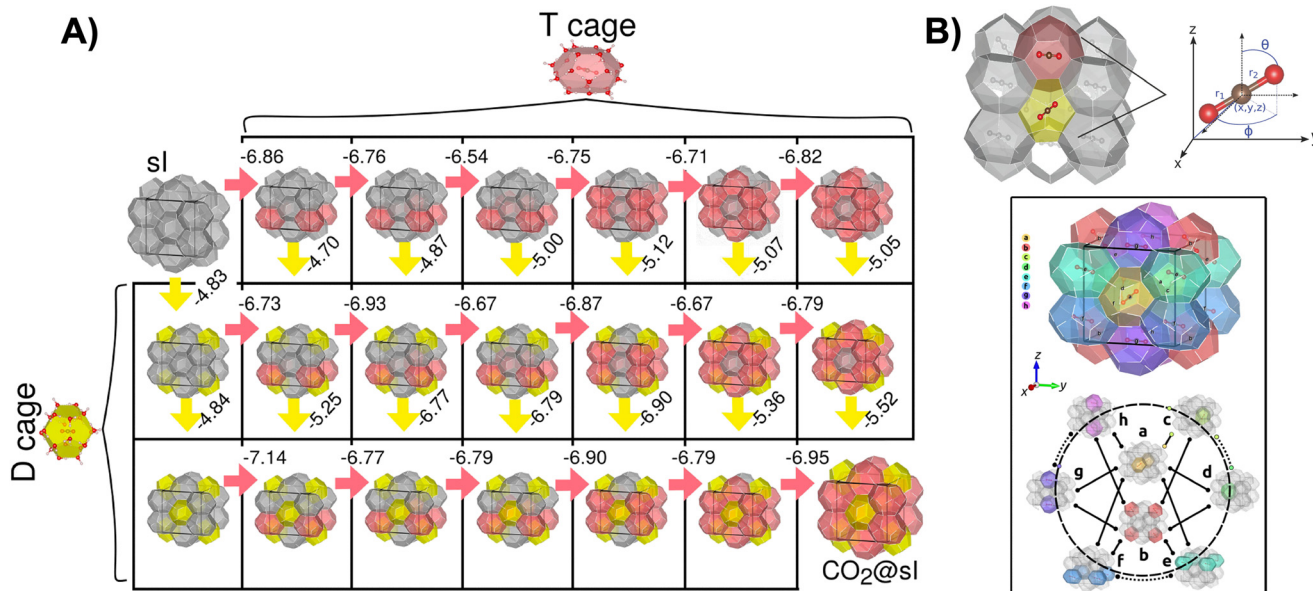 A)
T cage
sI
-6.86 -6.76 -6.54 -6.75 -6.71 -6.82
-4.83 -4.70 -4.87 -5.00 -5.12 -5.07 -5.05
-6.73 -6.93 -6.67 -6.87 -6.67 -6.79
D cage
-4.84 -5.25 -6.77 -6.79 -6.90 -5.36 -5.52
-7.14 -6.77 -6.79 -6.90 -6.79 -6.95
CO2@sI
B)
z
θ
r2
r1
(x,y,z)
ϕ
y
x
a
b
c
d
e
f
g
h
z
x y
h a c
g d
f b e